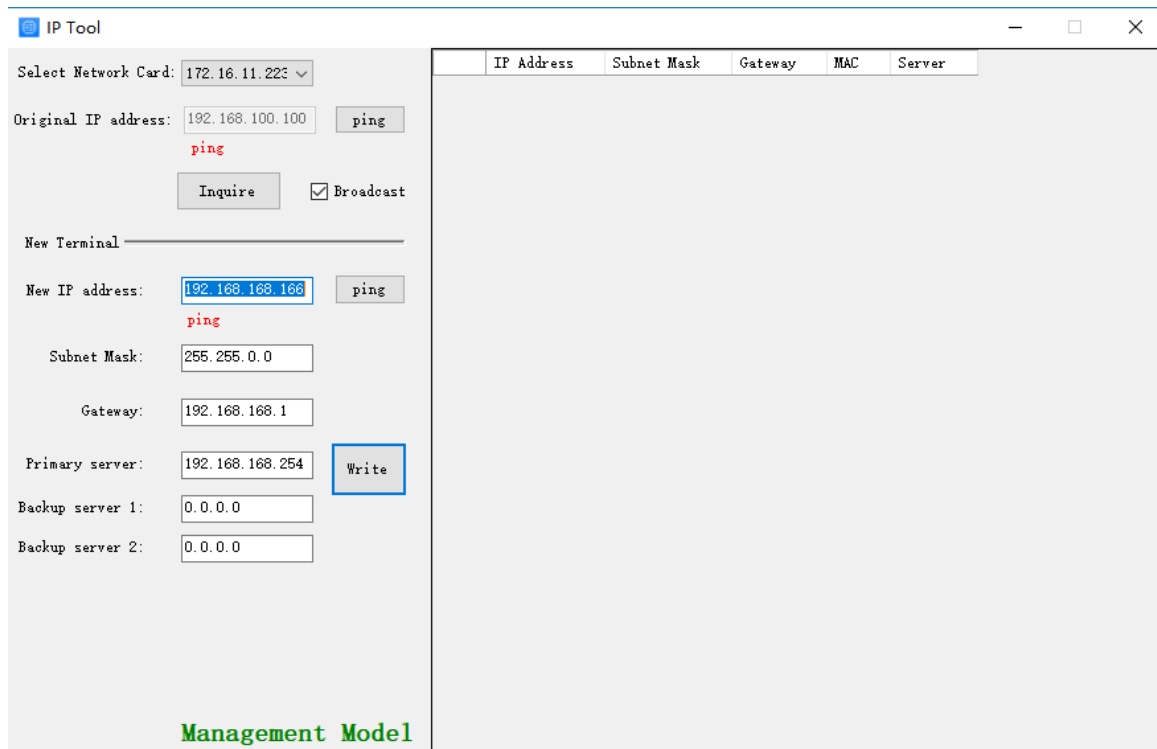 IP Tool
Select Network Card: 172.16.11.223
IP Address Subnet Mask Gateway MAC Server
Original IP address: 192.168.100.100 ping
ping
Inquire Broadcast
New Terminal
New IP address: 192.168.168.166 ping
ping
Subnet Mask: 255.255.0.0
Gateway: 192.168.168.1
Primary server: 192.168.168.254 Write
Backup server 1: 0.0.0.0
Backup server 2: 0.0.0.0
Management Model